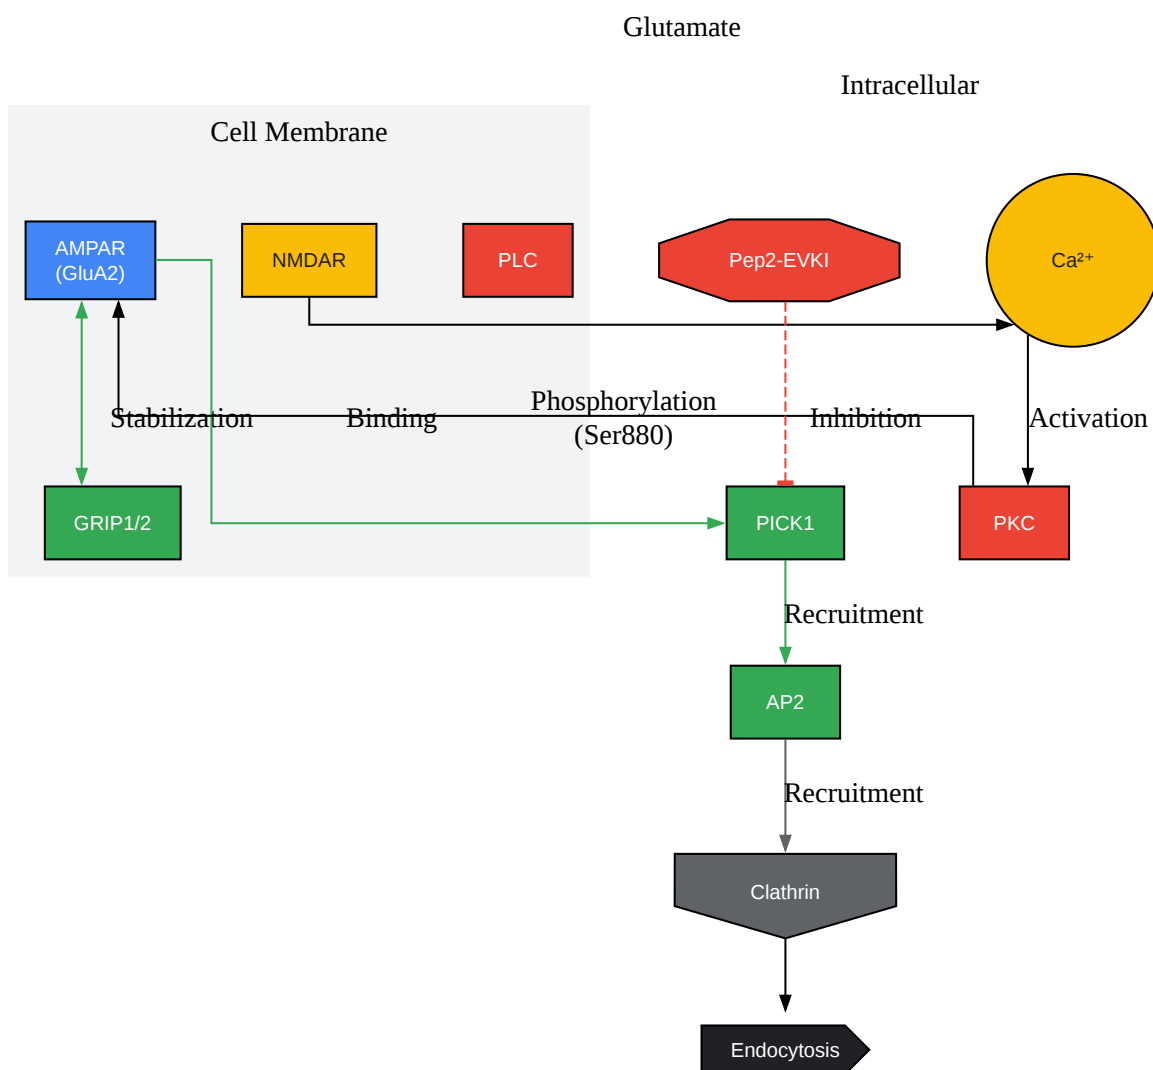 Glutamate
Intracellular
Cell Membrane
AMPAR
(GluA2)
NMDAR
PLC
Pep2-EVKI
Ca²⁺
Stabilization
Binding
Phosphorylation
(Ser880)
Inhibition
Activation
GRIP1/2
PICK1
PKC
Recruitment
AP2
Recruitment
Clathrin
Endocytosis